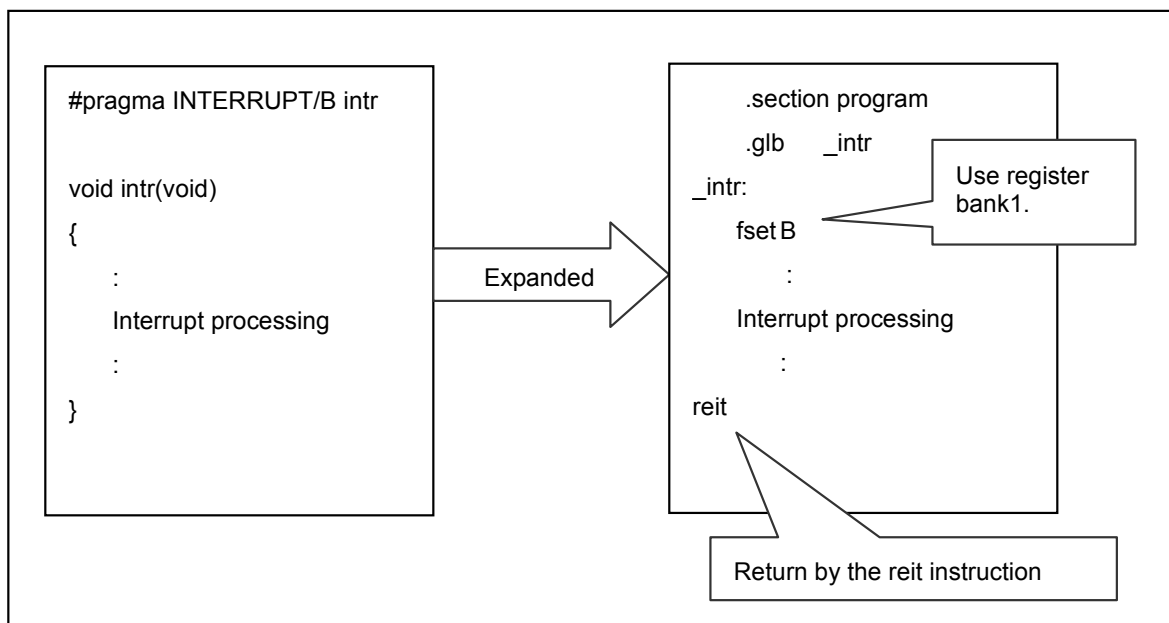 #pragma INTERRUPT/B intr
void intr(void)
{
:
Interrupt processing
:
}
Expanded
.section program
.glb _intr
_intr:
fset B
:
Interrupt processing
:
reit
Use register
bank1.
Return by the reit instruction